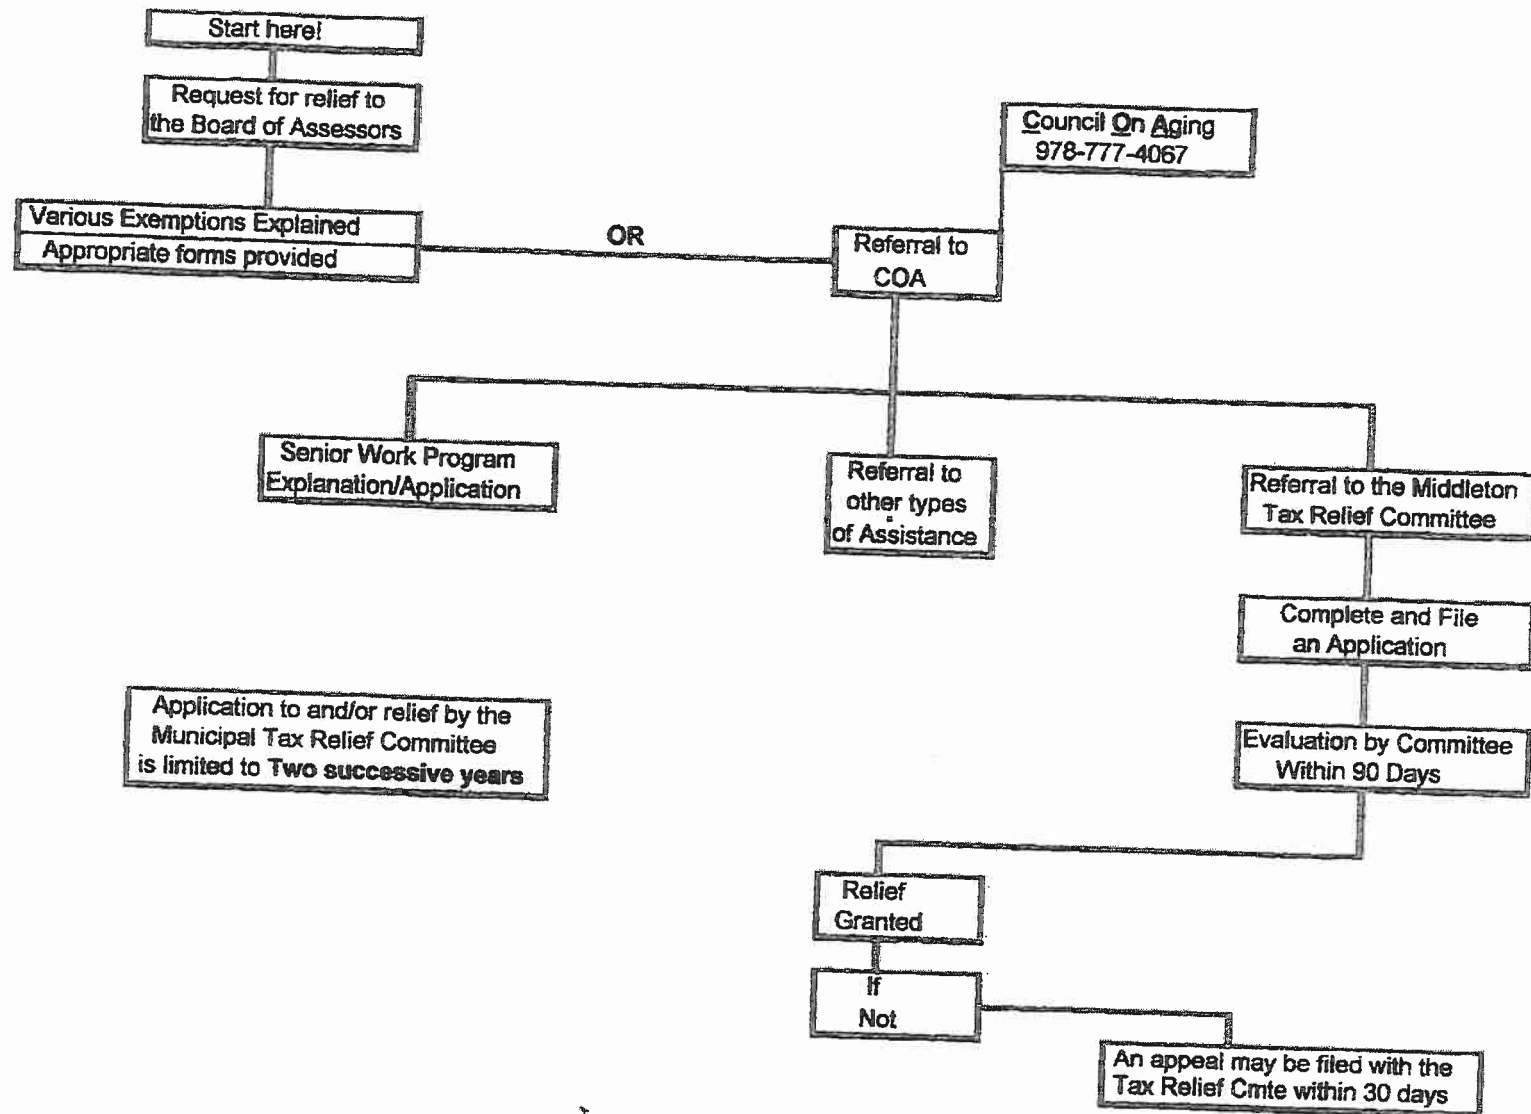 Start here!
Request for relief to
the Board of Assessors
Council On Aging
978-777-4067
Various Exemptions Explained
Appropriate forms provided
OR
Referral to
COA
Senior Work Program
Explanation/Application
Referral to
other types
of Assistance
Referral to the Middleton
Tax Relief Committee
Complete and File
an Application
Application to and/or relief by the
Municipal Tax Relief Committee
is limited to Two successive years
Evaluation by Committee
Within 90 Days
Relief
Granted
If
Not
An appeal may be filed with the
Tax Relief Cmte within 30 days